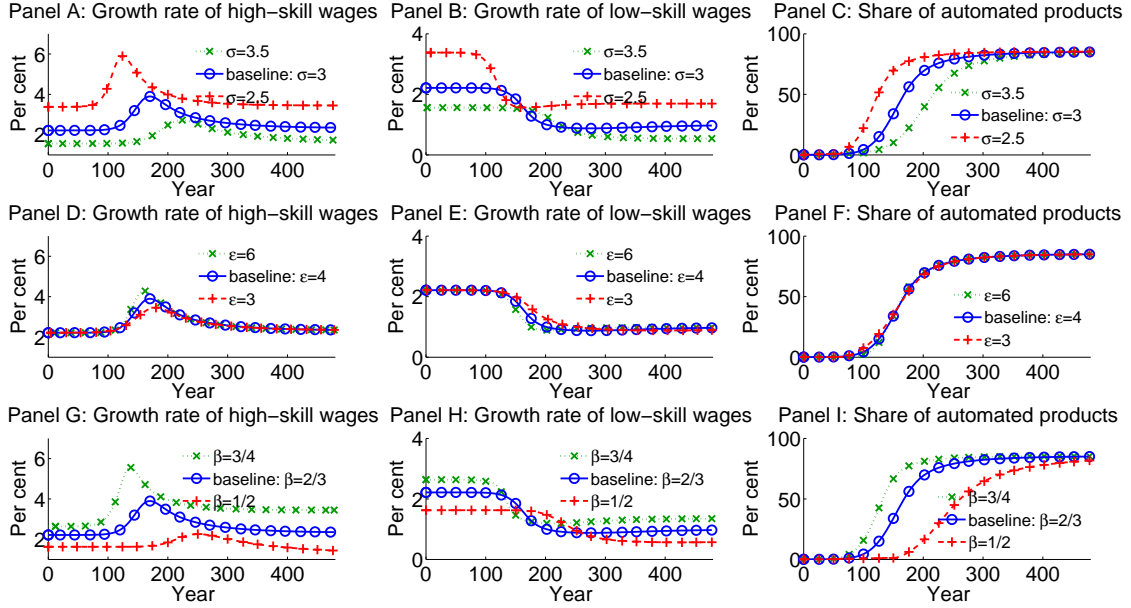 Panel A: Growth rate of high−skill wages
Per cent
6
4
2
0 100 200 300 400
Year
σ=3.5
baseline: σ=3
σ=2.5
Panel B: Growth rate of low−skill wages
Per cent
4
2
0
0 100 200 300 400
Year
σ=3.5
baseline: σ=3
σ=2.5
Panel C: Share of automated products
Per cent
100
50
0
0 100 200 300 400
Year
σ=3.5
baseline: σ=3
σ=2.5
Panel D: Growth rate of high−skill wages
Per cent
6
4
2
0 100 200 300 400
Year
ε=6
baseline: ε=4
ε=3
Panel E: Growth rate of low−skill wages
Per cent
4
2
0
0 100 200 300 400
Year
ε=6
baseline: ε=4
ε=3
Panel F: Share of automated products
Per cent
100
50
0
0 100 200 300 400
Year
ε=6
baseline: ε=4
ε=3
Panel G: Growth rate of high−skill wages
Per cent
6
4
2
0 100 200 300 400
Year
β=3/4
baseline: β=2/3
β=1/2
Panel H: Growth rate of low−skill wages
Per cent
4
2
0
0 100 200 300 400
Year
β=3/4
baseline: β=2/3
β=1/2
Panel I: Share of automated products
Per cent
100
50
0
0 100 200 300 400
Year
β=3/4
baseline: β=2/3
β=1/2